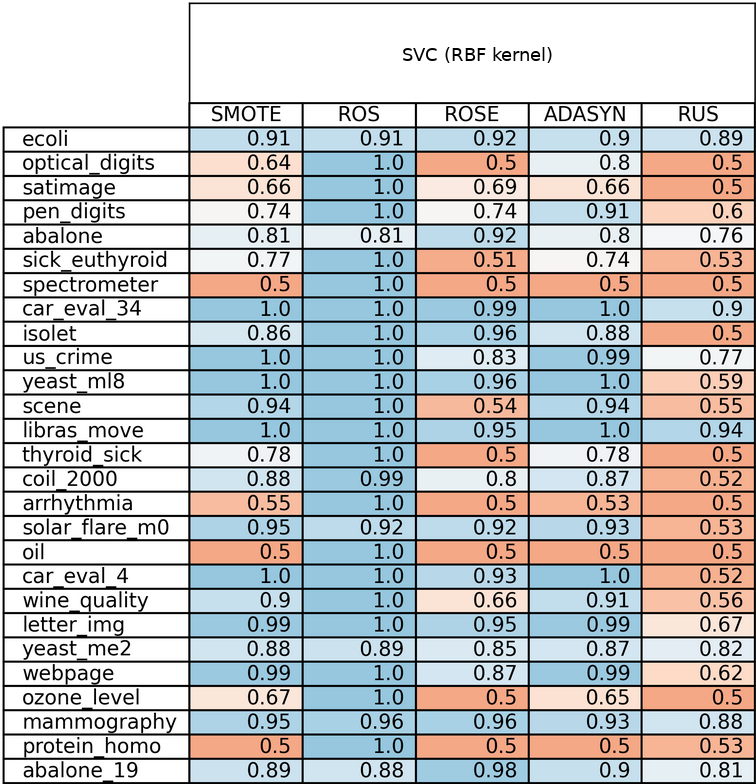 SVC (RBF kernel)
SMOTE ROS ROSE ADASYN RUS
ecoli 0.91 0.91 0.92 0.9 0.89
optical_digits 0.64 1.0 0.5 0.8 0.5
satimage 0.66 1.0 0.69 0.66 0.5
pen_digits 0.74 1.0 0.74 0.91 0.6
abalone 0.81 0.81 0.92 0.8 0.76
sick_euthyroid 0.77 1.0 0.51 0.74 0.53
spectrometer 0.5 1.0 0.5 0.5 0.5
car_eval_34 1.0 1.0 0.99 1.0 0.9
isolet 0.86 1.0 0.96 0.88 0.5
us_crime 1.0 1.0 0.83 0.99 0.77
yeast_ml8 1.0 1.0 0.96 1.0 0.59
scene 0.94 1.0 0.54 0.94 0.55
libras_move 1.0 1.0 0.95 1.0 0.94
thyroid_sick 0.78 1.0 0.5 0.78 0.5
coil_2000 0.88 0.99 0.8 0.87 0.52
arrhythmia 0.55 1.0 0.5 0.53 0.5
solar_flare_m0 0.95 0.92 0.92 0.93 0.53
oil 0.5 1.0 0.5 0.5 0.5
car_eval_4 1.0 1.0 0.93 1.0 0.52
wine_quality 0.9 1.0 0.66 0.91 0.56
letter_img 0.99 1.0 0.95 0.99 0.67
yeast_me2 0.88 0.89 0.85 0.87 0.82
webpage 0.99 1.0 0.87 0.99 0.62
ozone_level 0.67 1.0 0.5 0.65 0.5
mammography 0.95 0.96 0.96 0.93 0.88
protein_homo 0.5 1.0 0.5 0.5 0.53
abalone_19 0.89 0.88 0.98 0.9 0.81